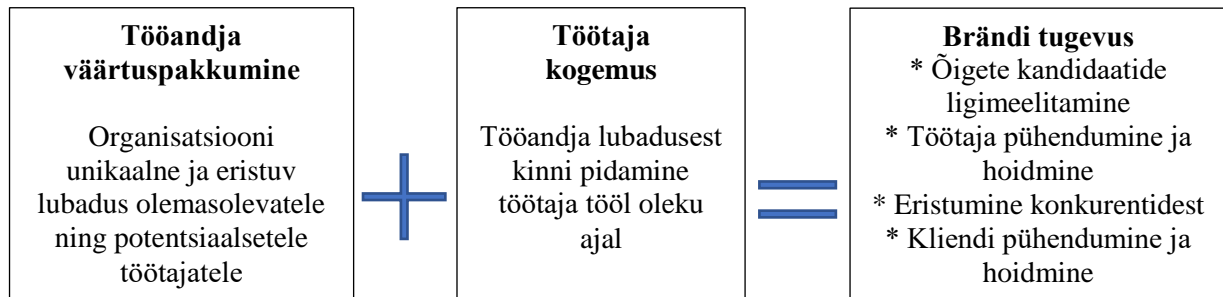 Tööandja
väärtuspakkumine
Organisatsiooni
unikaalne ja eristuv
lubadus olemasolevatele
ning potentsiaalsetele
töötajatele
Töötaja
kogemus
Tööandja lubadusest
kinni pidamine
töötaja tööl oleku
ajal
Brändi tugevus
* Õigete kandidaatide
ligimeelitamine
* Töötaja pühendumine ja
hoidmine
* Eristumine konkurentidest
* Kliendi pühendumine ja
hoidmine